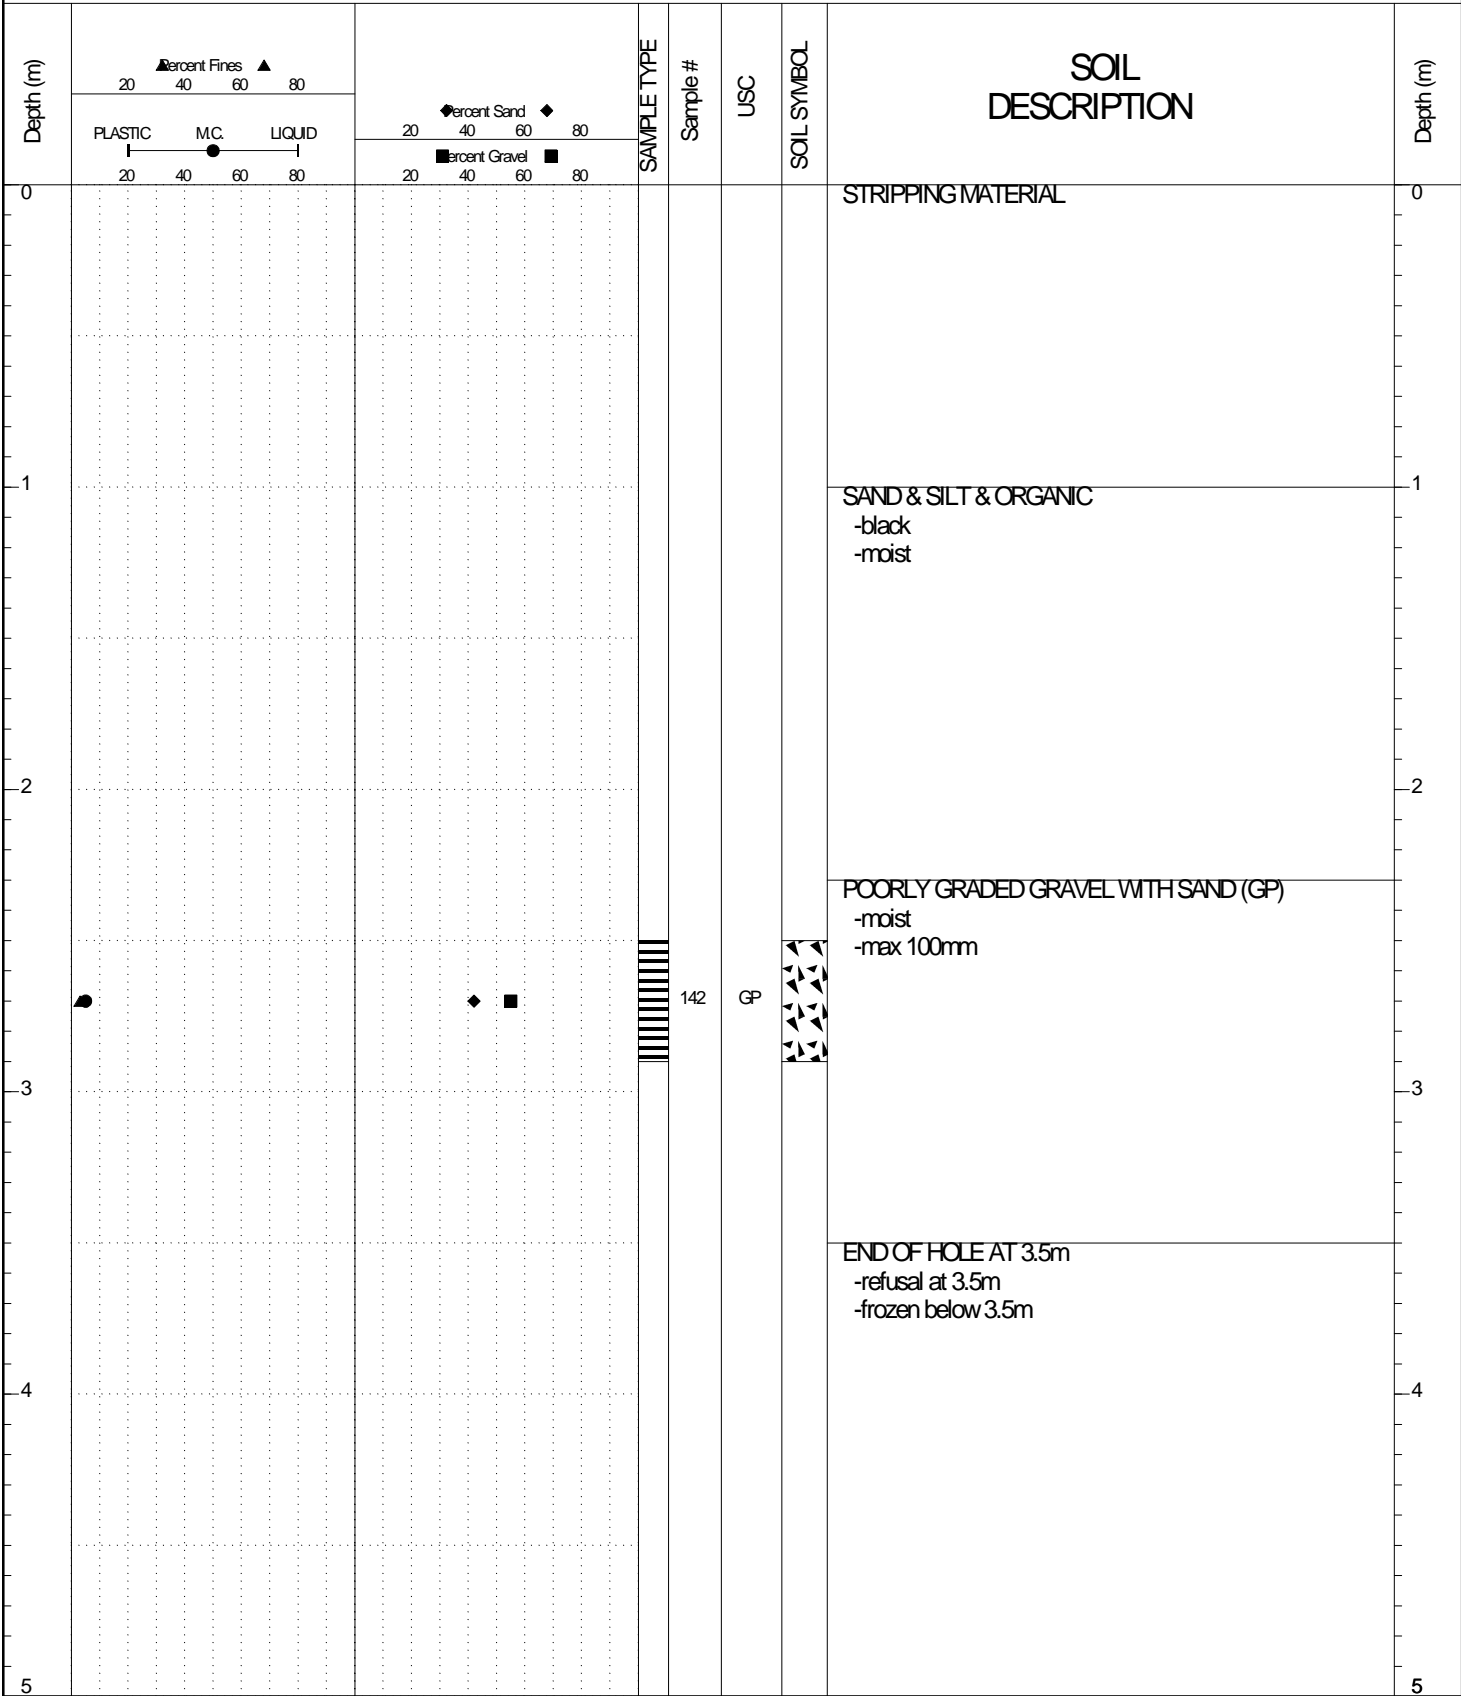 Depth (m)
Percent Fines
20 40 60 80
PLASTIC M.C. LIQUID
20 40 60 80
Percent Sand
20 40 60 80
Percent Gravel
20 40 60 80
SAMPLE TYPE
Sample #
USC
SOIL SYMBOL
SOIL
DESCRIPTION
Depth (m)
0 STRIPPING MATERIAL 0
1 SAND & SILT & ORGANIC 1
-black
-moist
2 2
POORLY GRADED GRAVEL WITH SAND (GP)
-moist
-max 100mm
142 GP
3 3
END OF HOLE AT 3.5m
-refusal at 3.5m
-frozen below 3.5m
4 4
5 5